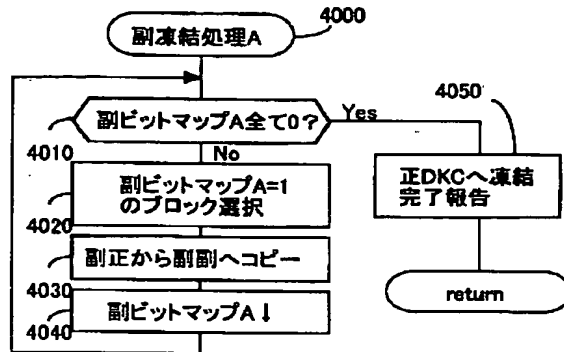 副凍結処理A
4000
副ビットマップA全て0？
Yes
4050
4010
No
副ビットマップA=1
のブロック選択
4020
正DKCへ凍結
完了報告
副正から副副へコピー
4030
return
副ビットマップA↓
4040